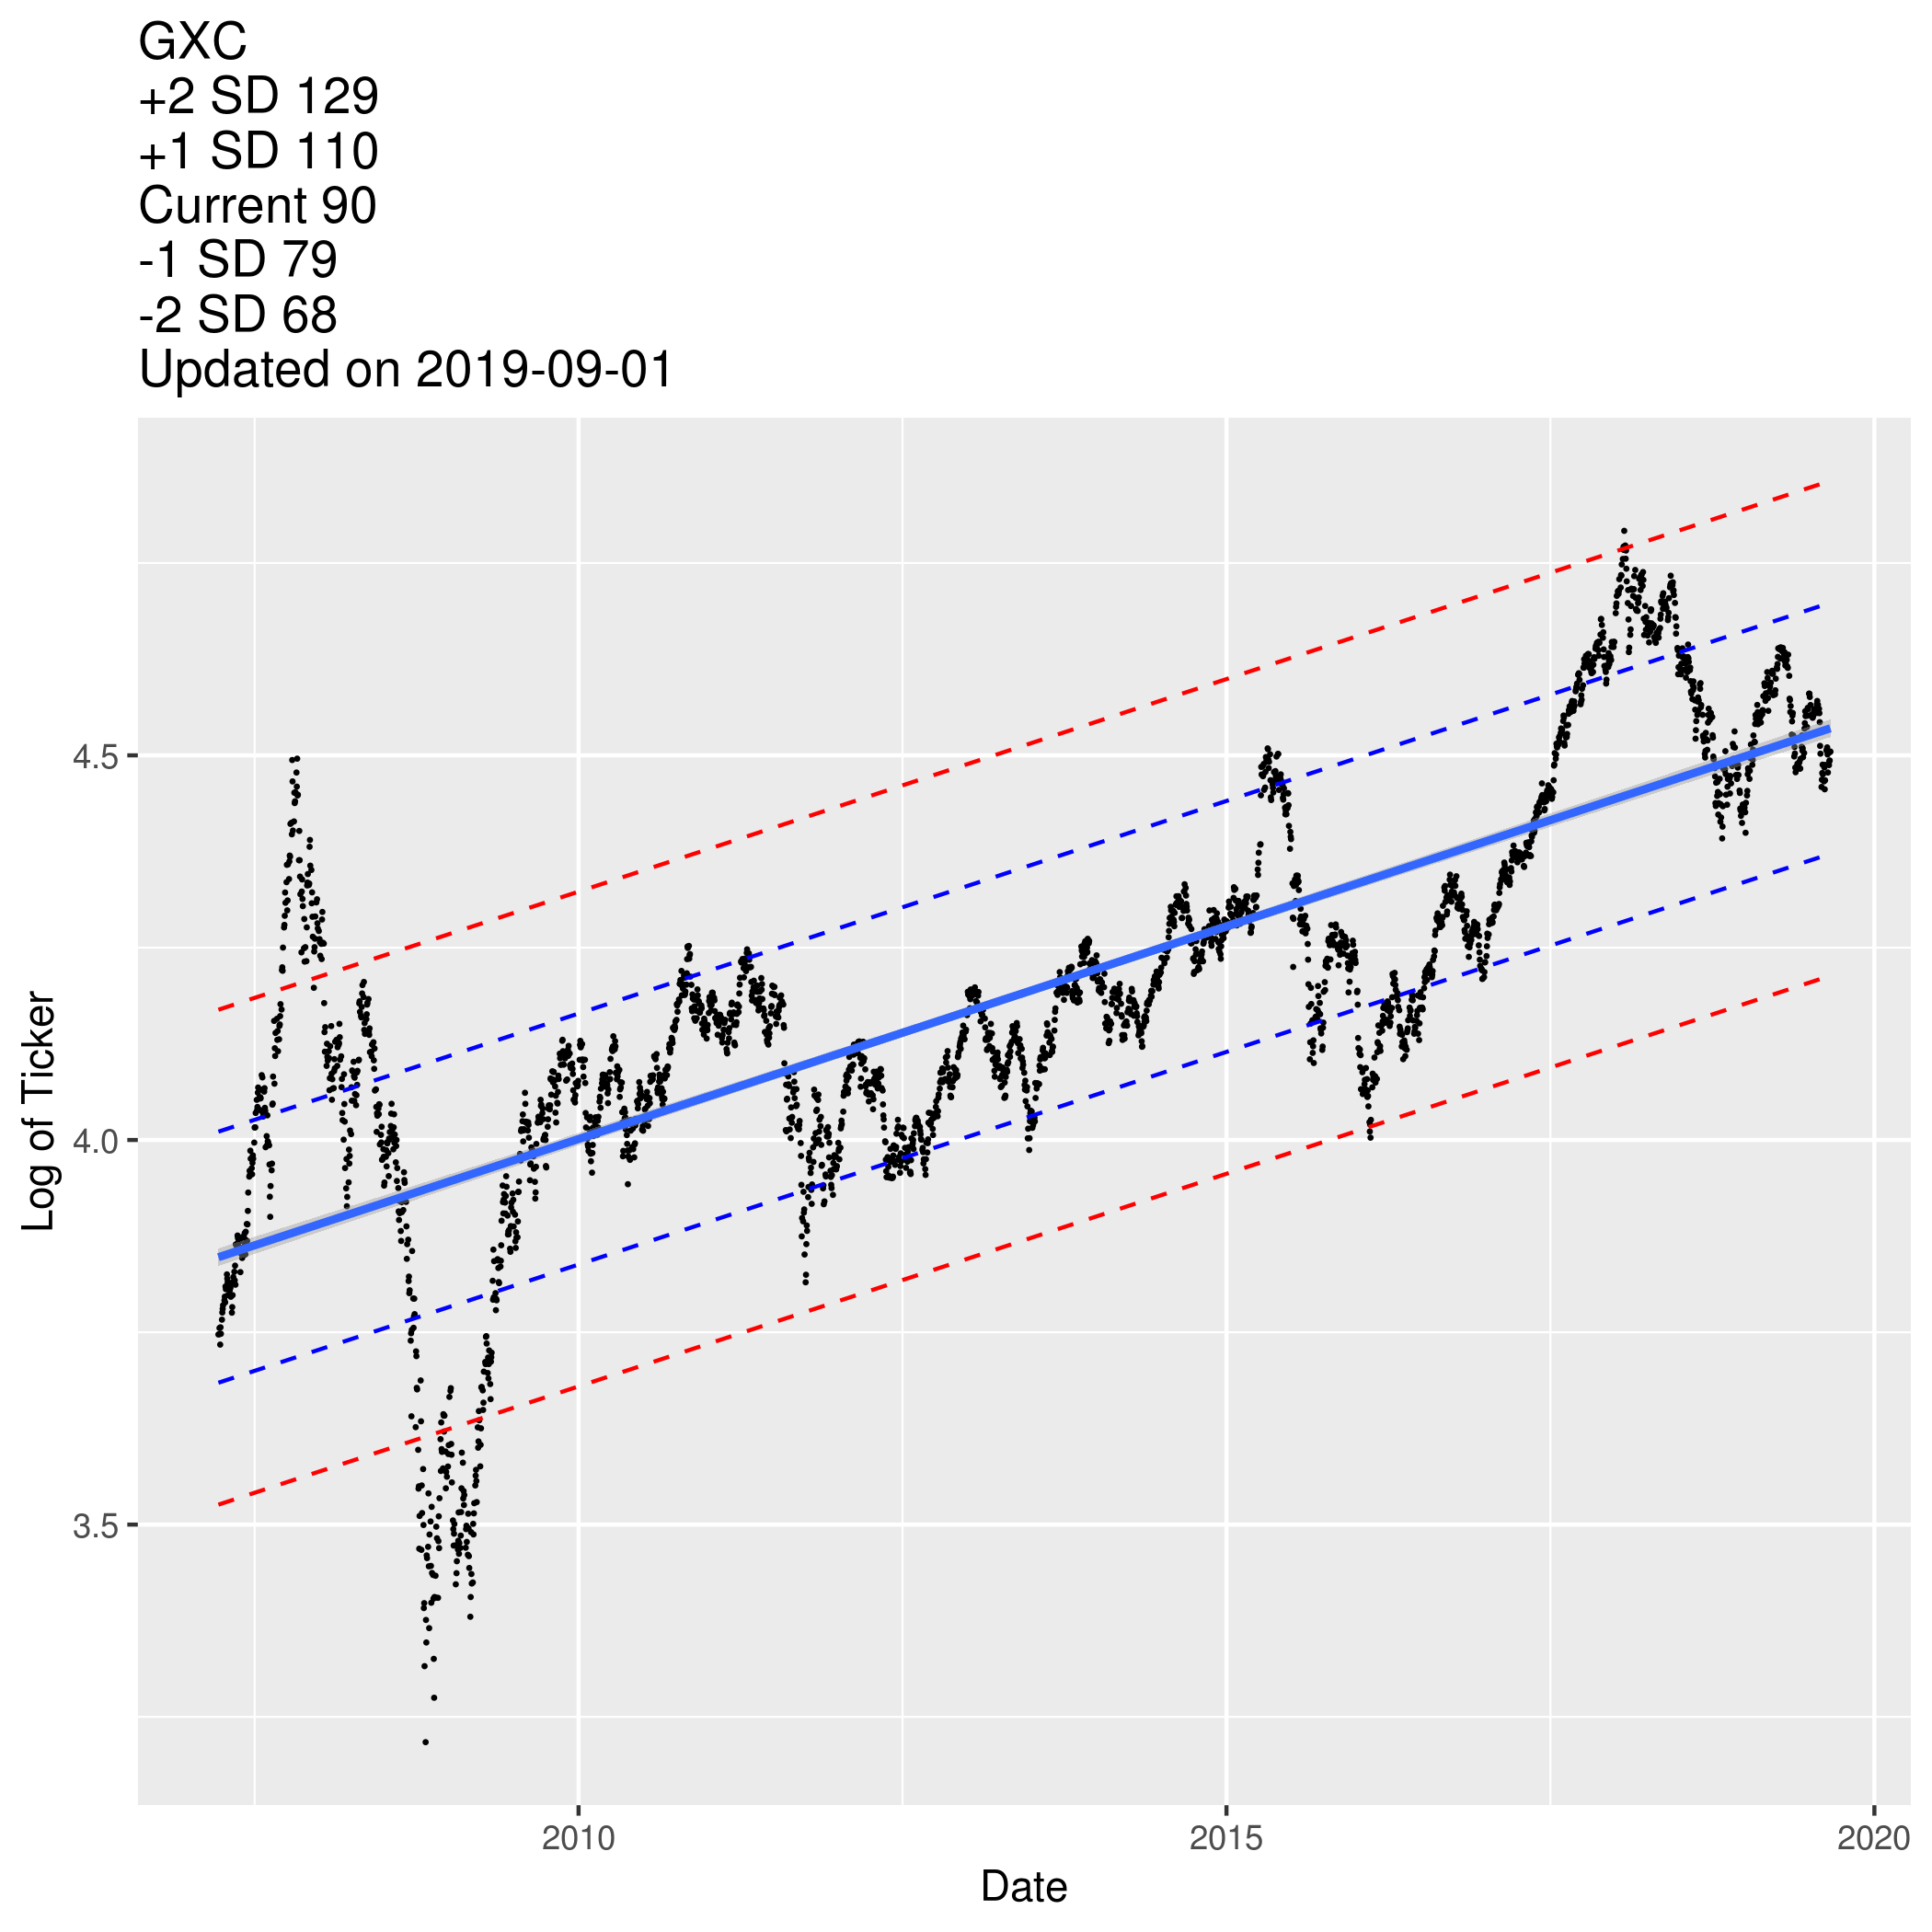 GXC
+2 SD 129
+1 SD 110
Current 90
-1 SD 79
-2 SD 68
Updated on 2019-09-01
4.5
4.0
3.5
Log of Ticker
2010 2015 2020
Date